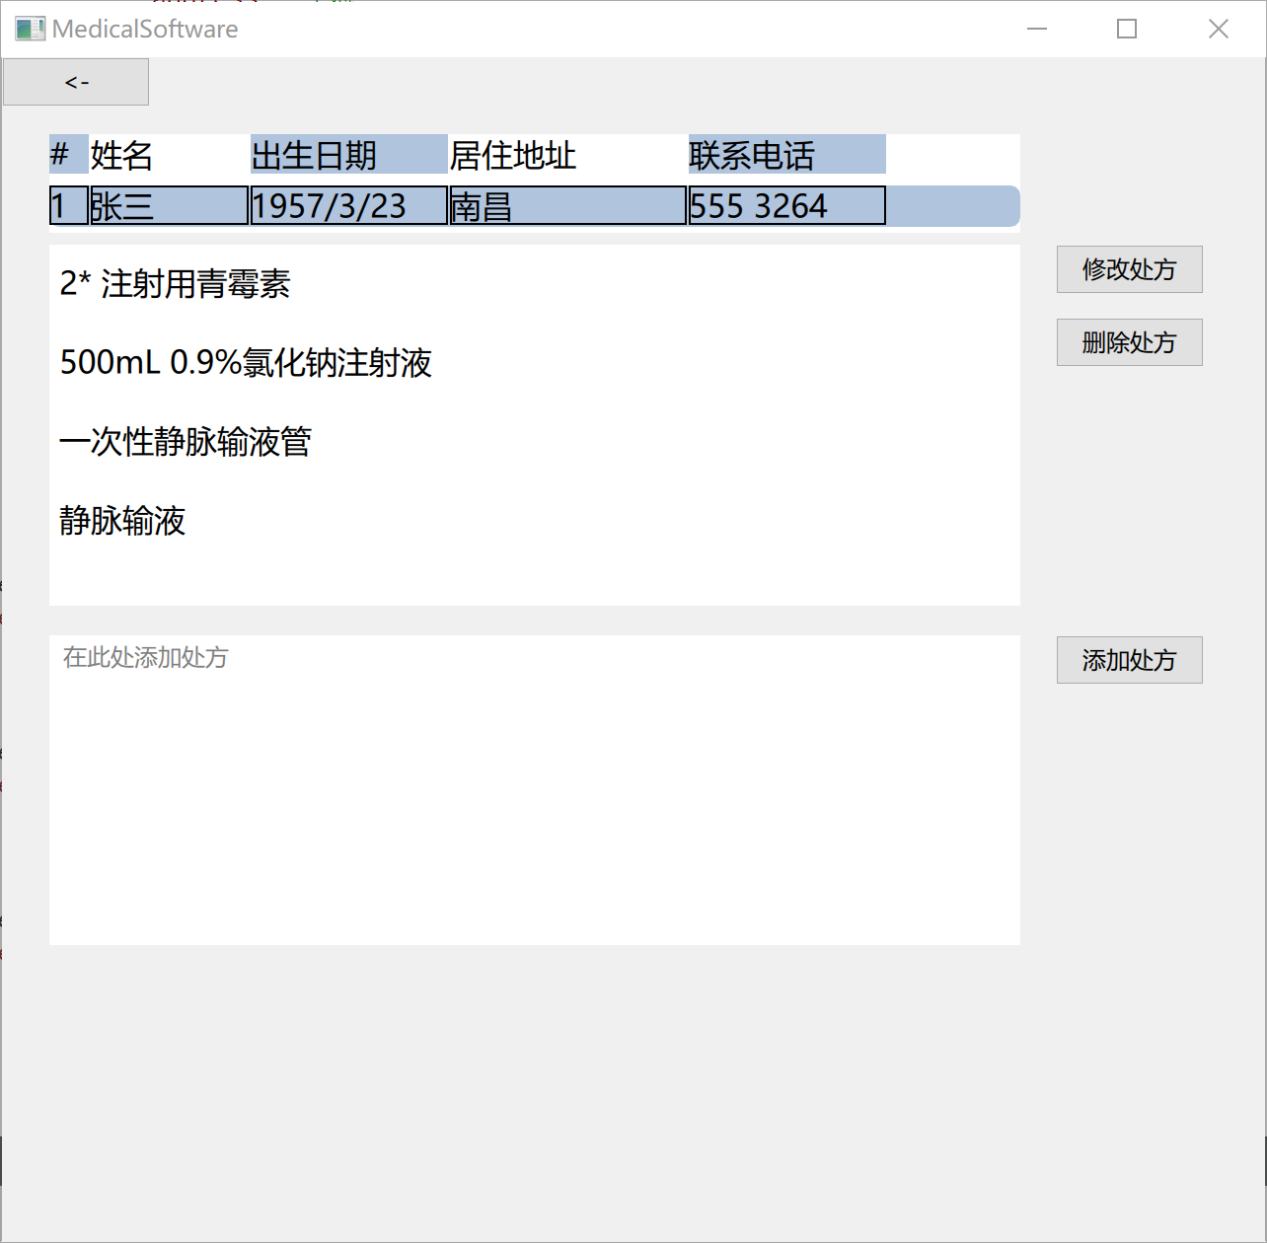 MedicalSoftware
<-
# 姓名 出生日期 居住地址 联系电话
1 张三 1957/3/23 南昌 555 3264
2* 注射用青霉素
修改处方
500mL 0.9%氯化钠注射液
删除处方
一次性静脉输液管
静脉输液
在此处添加处方
添加处方